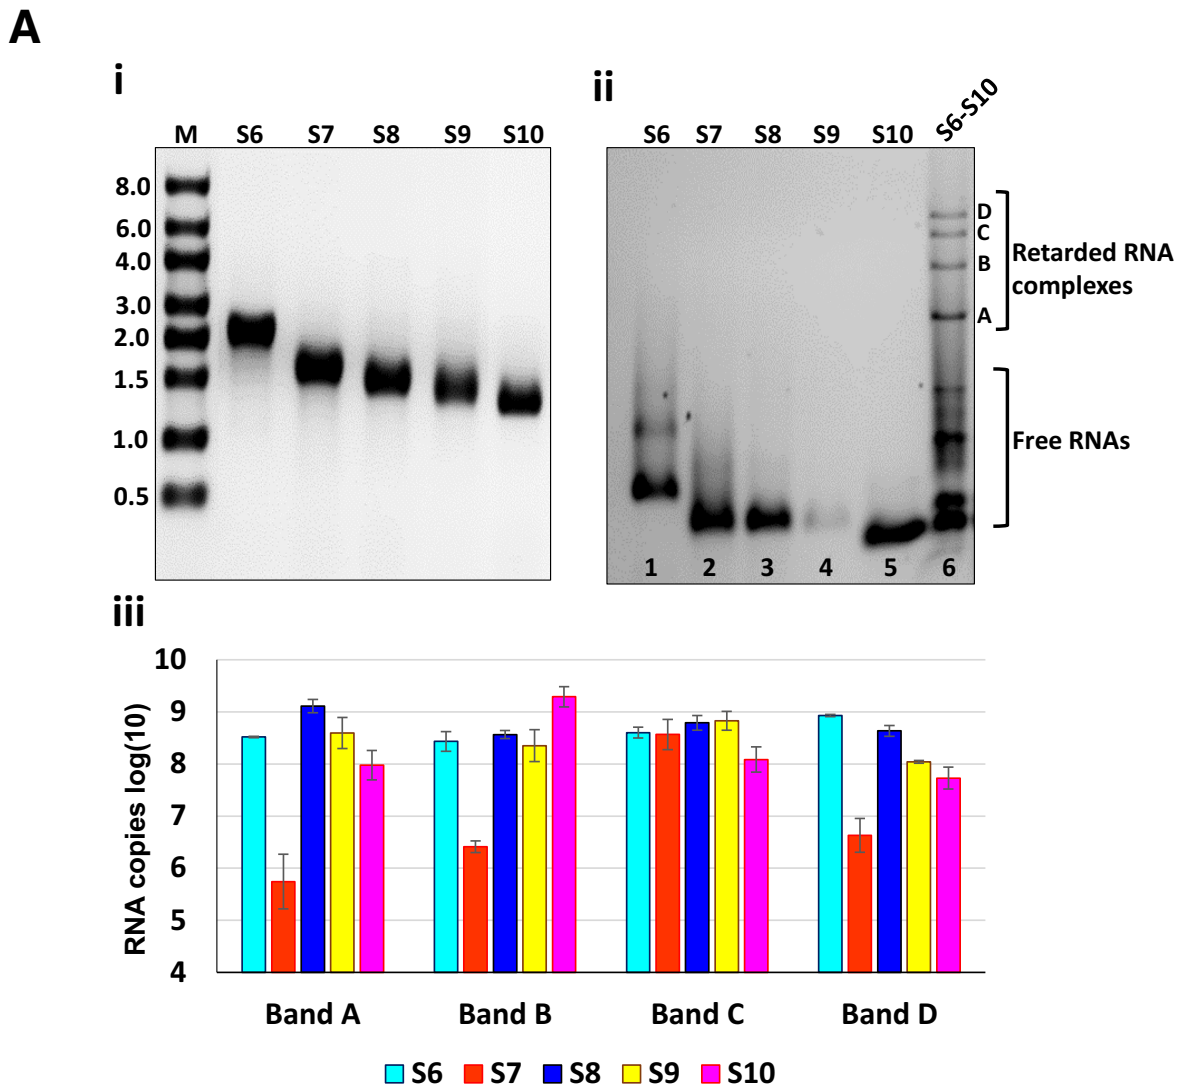 A
i
M S6 S7 S8 S9 S10
8.0
6.0
4.0
3.0
2.0
1.5
1.0
0.5
ii
S6 S7 S8 S9 S10 S6-S10
D
C
B
A
Retarded RNA
complexes
Free RNAs
1 2 3 4 5 6
iii
RNA copies log(10)
10
9
8
7
6
5
4
Band A Band B Band C Band D
S6 S7 S8 S9 S10